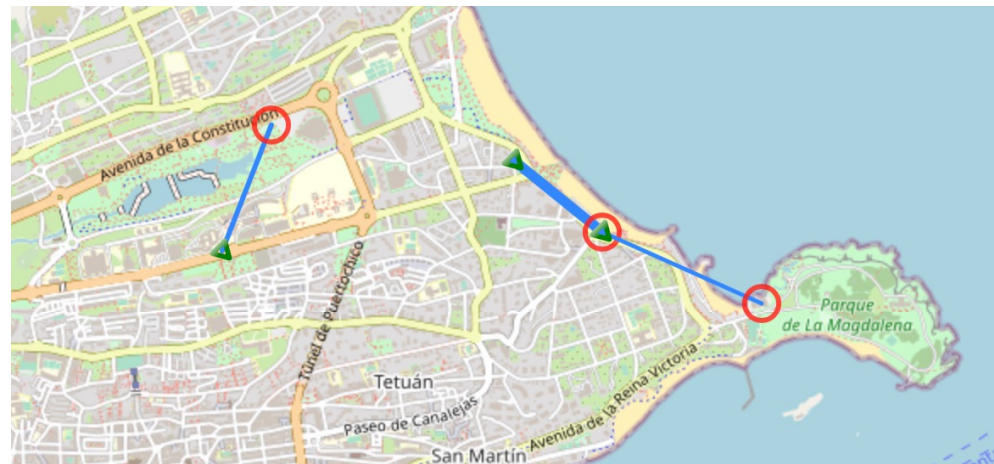 Avenida de la Constitución
Túnel de Puertochico
Parque
de La Magdalena
Tetuán
Avenida de la Reina Victoria
Paseo de Canalejas
San Martín